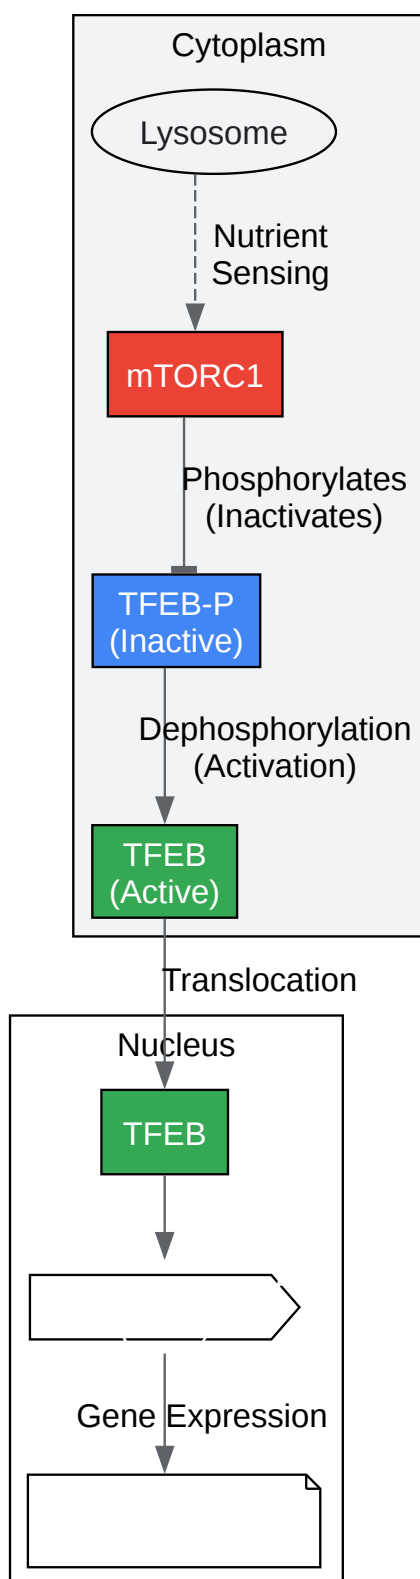 Cytoplasm
Lysosome
Nutrient
Sensing
mTORC1
Phosphorylates
(Inactivates)
TFEB-P
(Inactive)
Dephosphorylation
(Activation)
TFEB
(Active)
Translocation
Nucleus
TFEB
Gene Expression